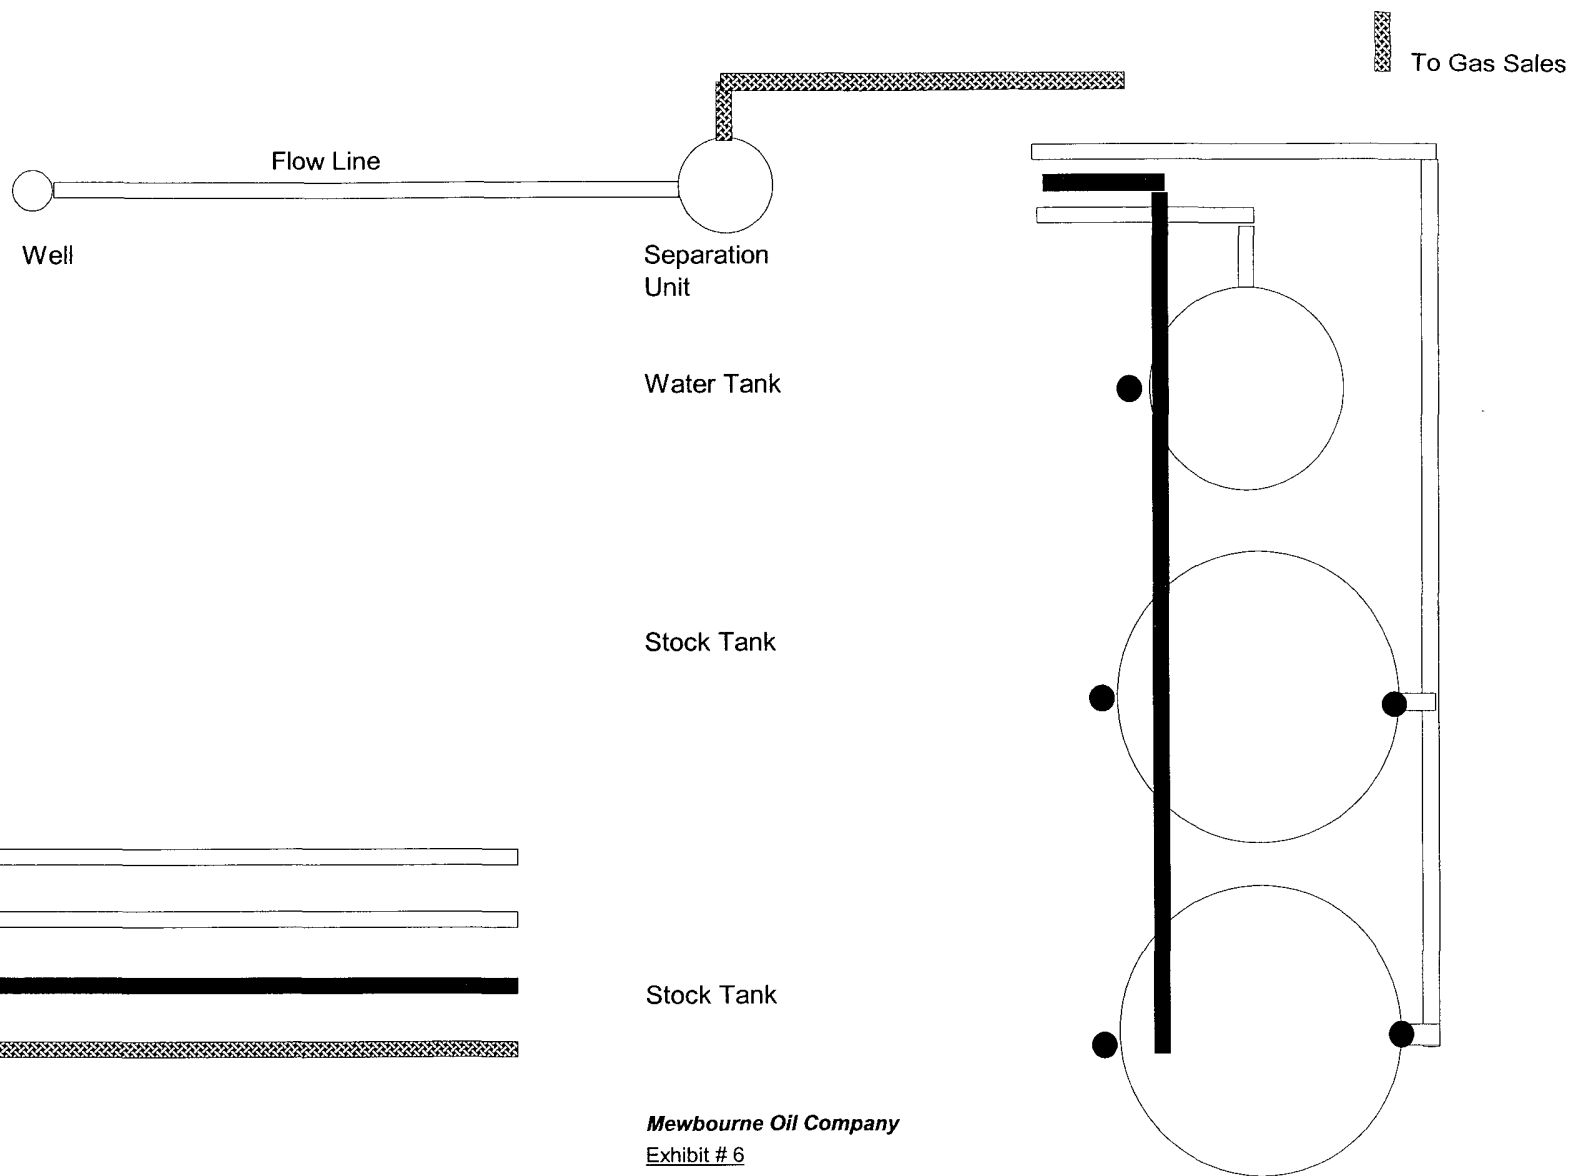 To Gas Sales
Flow Line
Well
Separation
Unit
Water Tank
Stock Tank
Stock Tank
Mewbourne Oil Company
Exhibit # 6